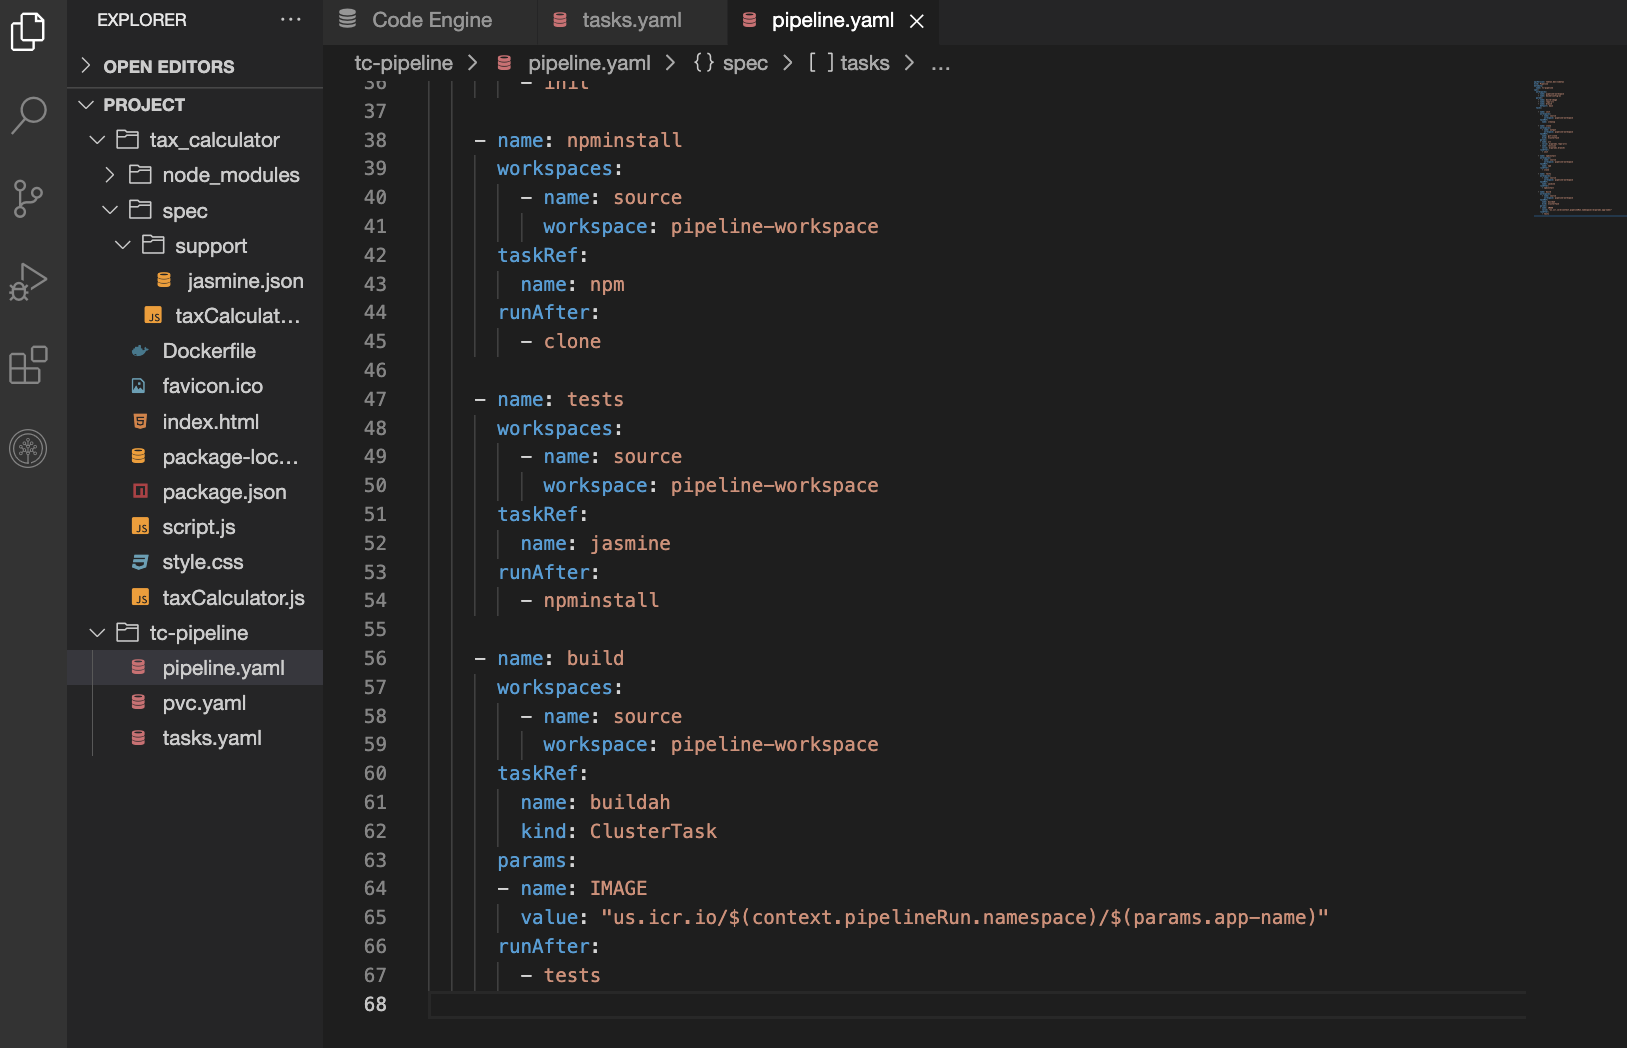 EXPLORER
OPEN EDITORS
PROJECT
tax_calculator
node_modules
spec
support
jasmine.json
taxCalculat...
Dockerfile
favicon.ico
index.html
package-loc...
package.json
script.js
style.css
taxCalculator.js
tc-pipeline
pipeline.yaml
pvc.yaml
tasks.yaml
Code Engine
tasks.yaml
pipeline.yaml
tc-pipeline > pipeline.yaml > {} spec > [ ] tasks > ...
36 - init
37
38 - name: npminstall
39 workspaces:
40 - name: source
41 workspace: pipeline-workspace
42 taskRef:
43 name: npm
44 runAfter:
45 - clone
46
47 - name: tests
48 workspaces:
49 - name: source
50 workspace: pipeline-workspace
51 taskRef:
52 name: jasmine
53 runAfter:
54 - npminstall
55
56 - name: build
57 workspaces:
58 - name: source
59 workspace: pipeline-workspace
60 taskRef:
61 name: buildah
62 kind: ClusterTask
63 params:
64 - name: IMAGE
65 value: "us.icr.io/$(context.pipelineRun.namespace)/$(params.app-name)"
66 runAfter:
67 - tests
68